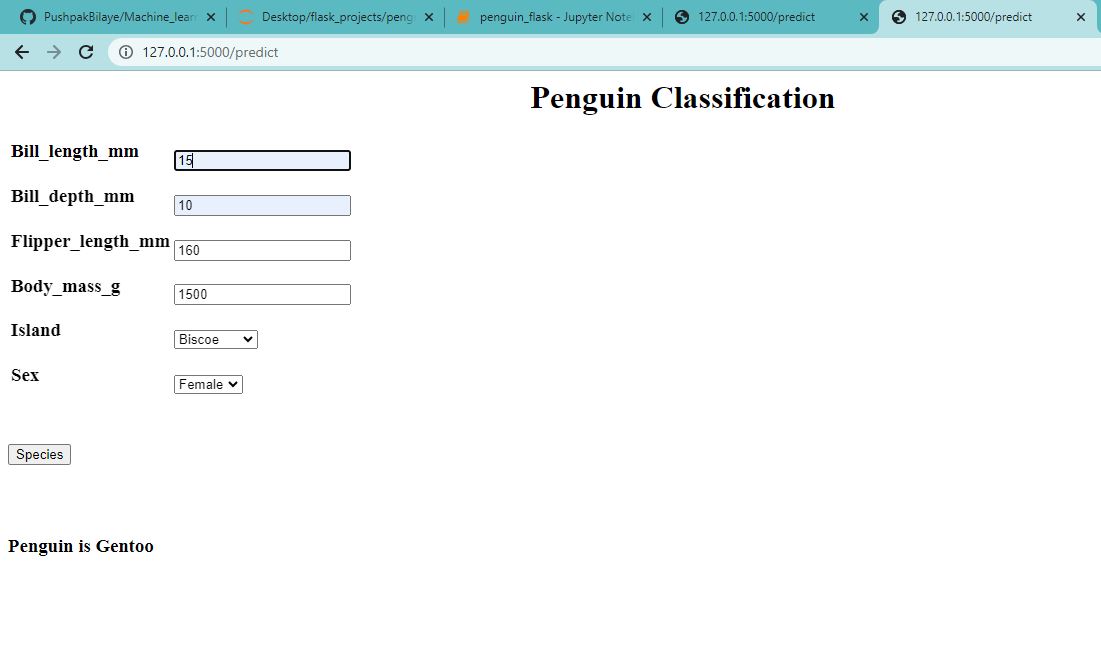 PushpakBilaye/Machine_learn
Desktop/flask_projects/peng
penguin_flask - Jupyter Note
127.0.0.1:5000/predict
127.0.0.1:5000/predict
127.0.0.1:5000/predict
Penguin Classification
Bill_length_mm 15
Bill_depth_mm 10
Flipper_length_mm 160
Body_mass_g 1500
Island Biscoe
Sex Female
Species
Penguin is Gentoo